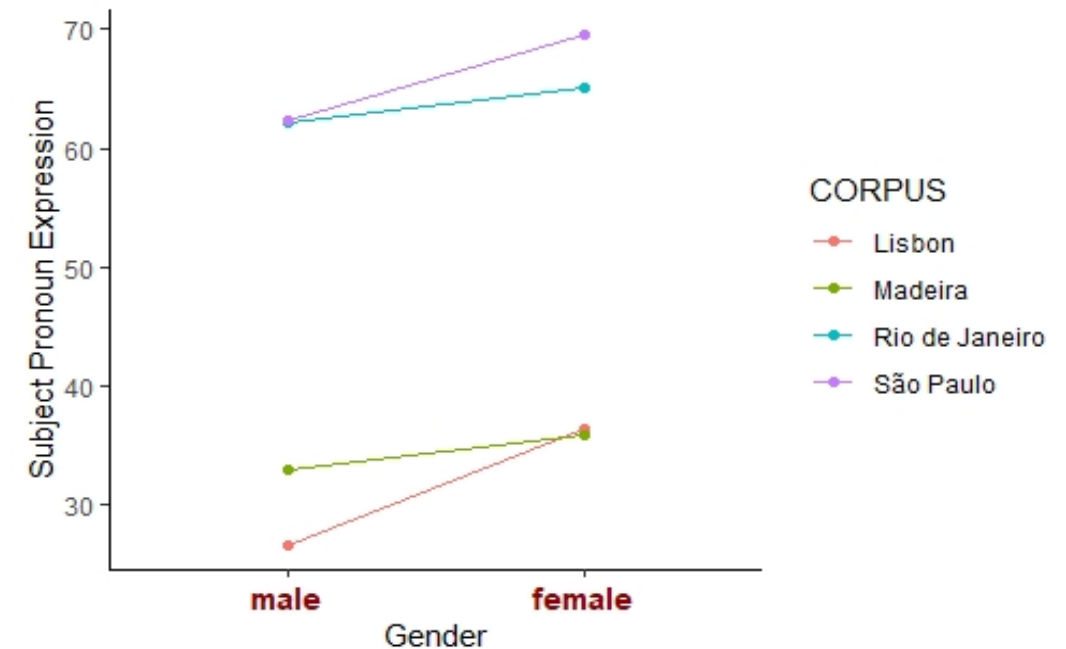 Subject Pronoun Expression
70
60
50
40
30
male female
Gender
CORPUS
Lisbon
Madeira
Rio de Janeiro
São Paulo